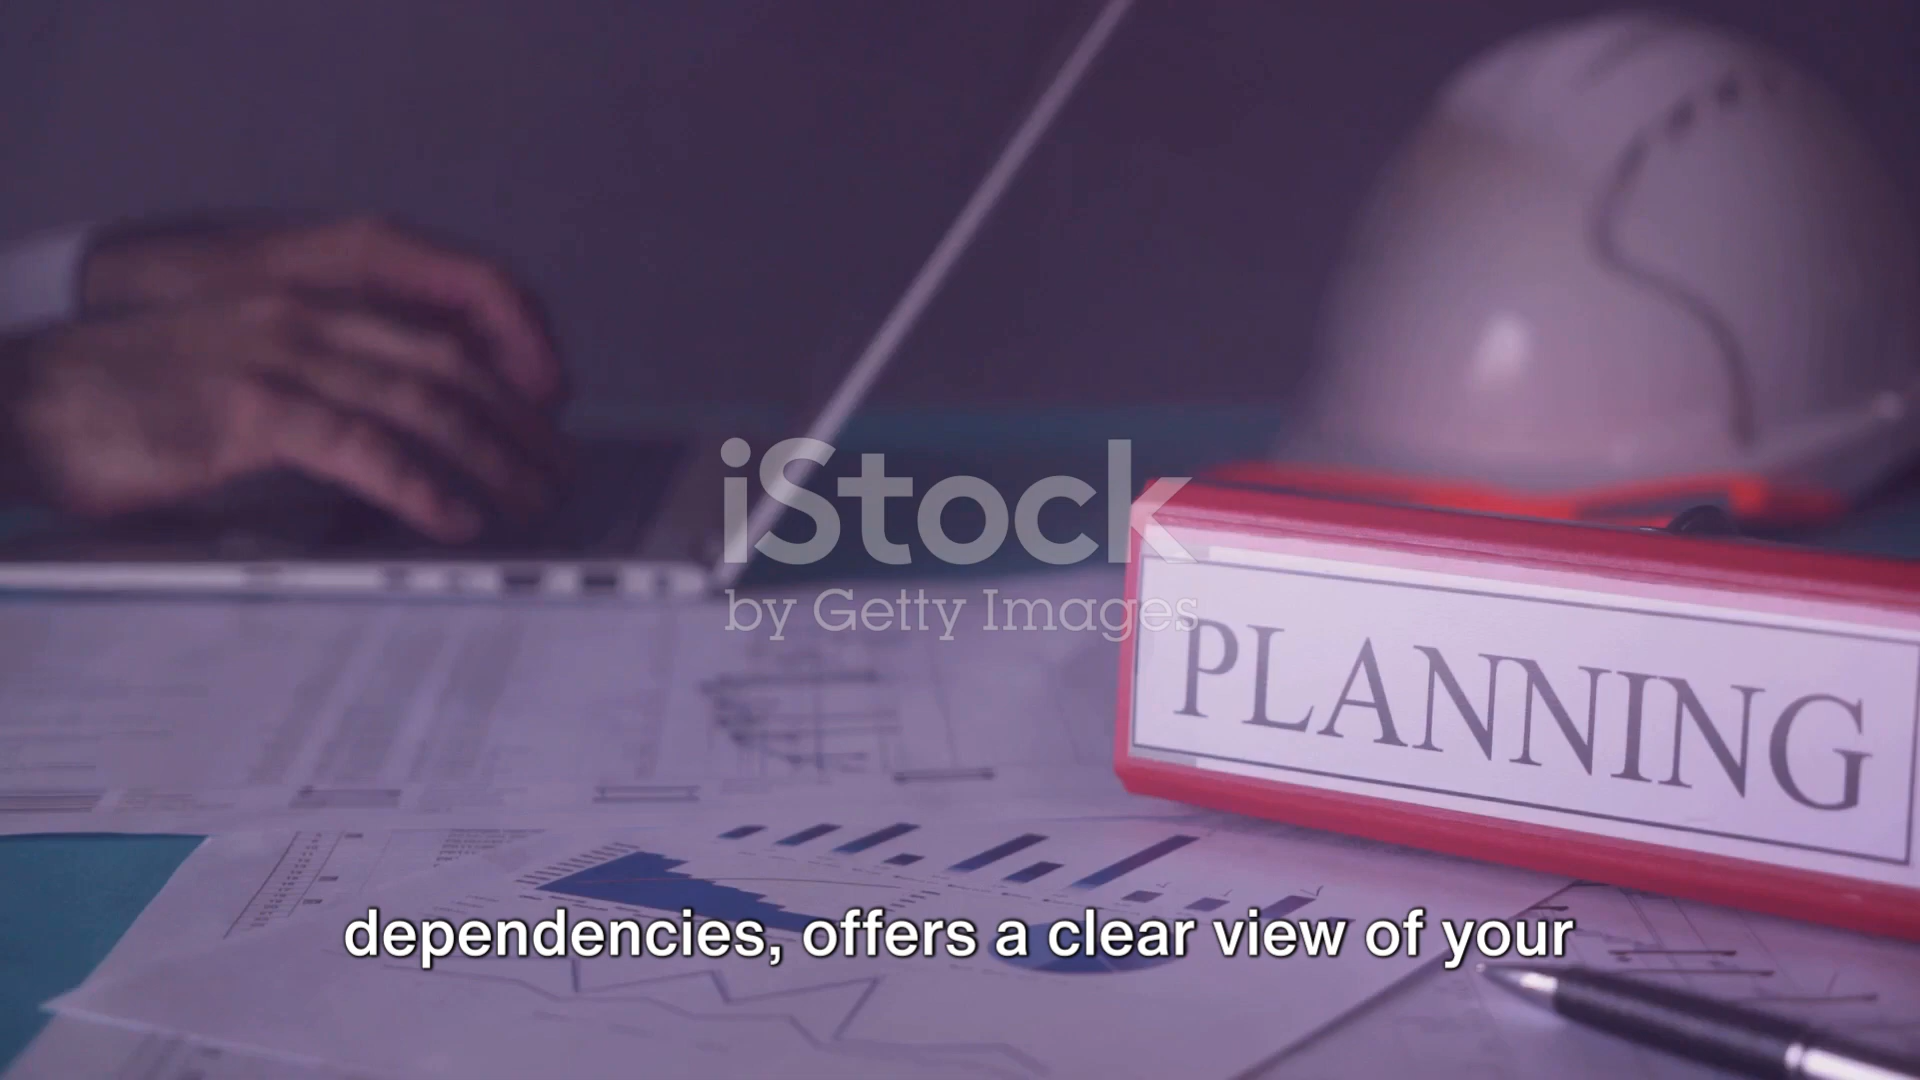 iStock
by Getty Images
PLANNING
dependencies, offers a clear view of your